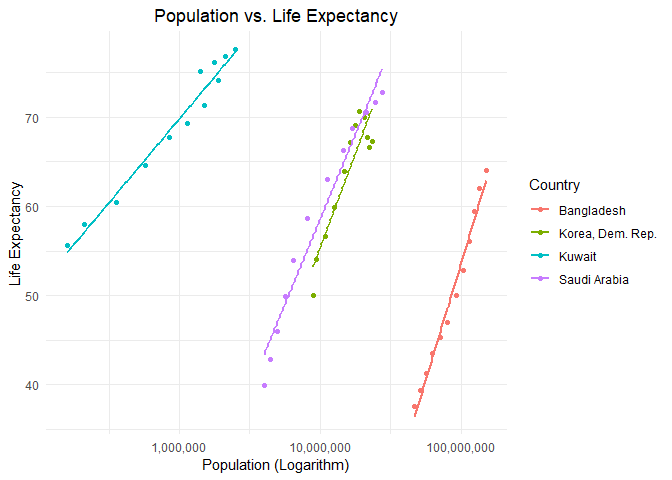 Population vs. Life Expectancy
Life Expectancy
70
60
50
40
1,000,000
10,000,000
100,000,000
Population (Logarithm)
Country
Bangladesh
Korea, Dem. Rep.
Kuwait
Saudi Arabia